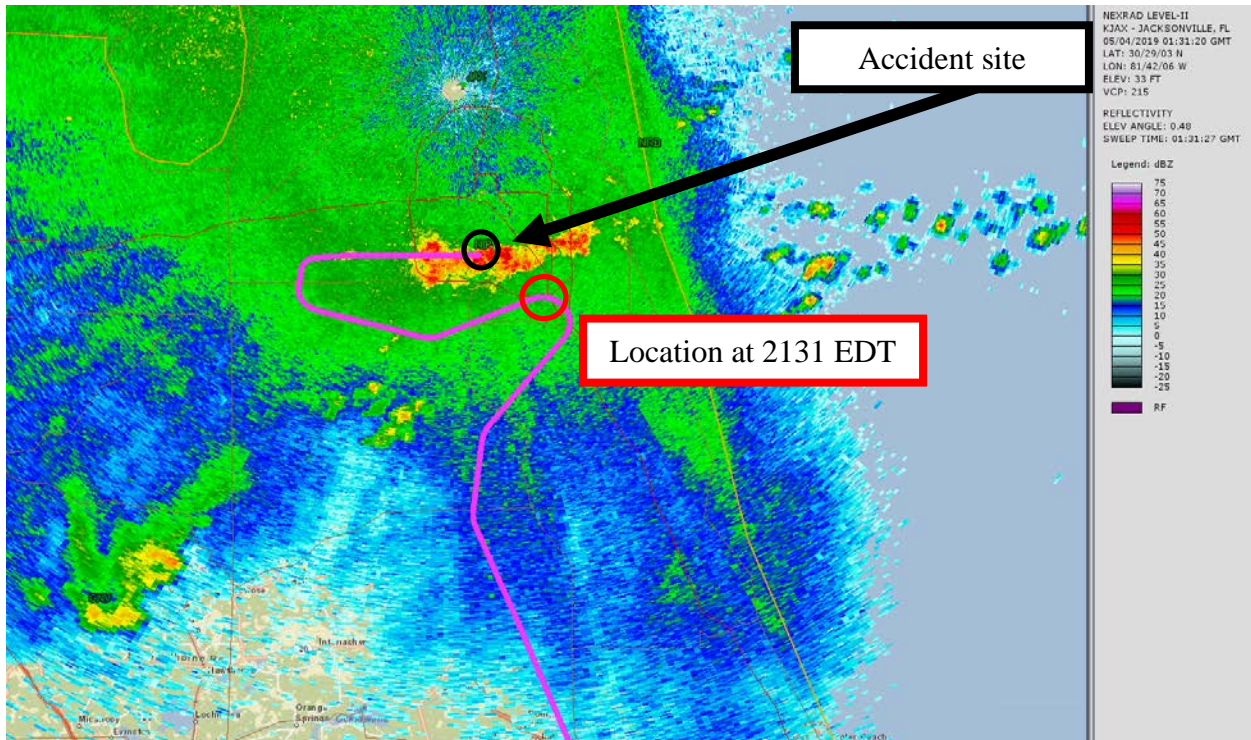 Accident site
Location at 2131 EDT
NEXRAD LEVEL-II
KJAX - JACKSONVILLE, FL
05/04/2019 01:31:20 GMT
LAT: 30/29/03 N
LON: 81/42/06 W
ELEV: 33 FT
VCP: 215
REFLECTIVITY
ELEV ANGLE: 0.48
SWEEP TIME: 01:31:27 GMT
Legend: dBZ
75
70
65
60
55
50
45
40
35
30
25
20
15
10
5
0
-5
-10
-15
-20
-25
RF
Orange
Springs